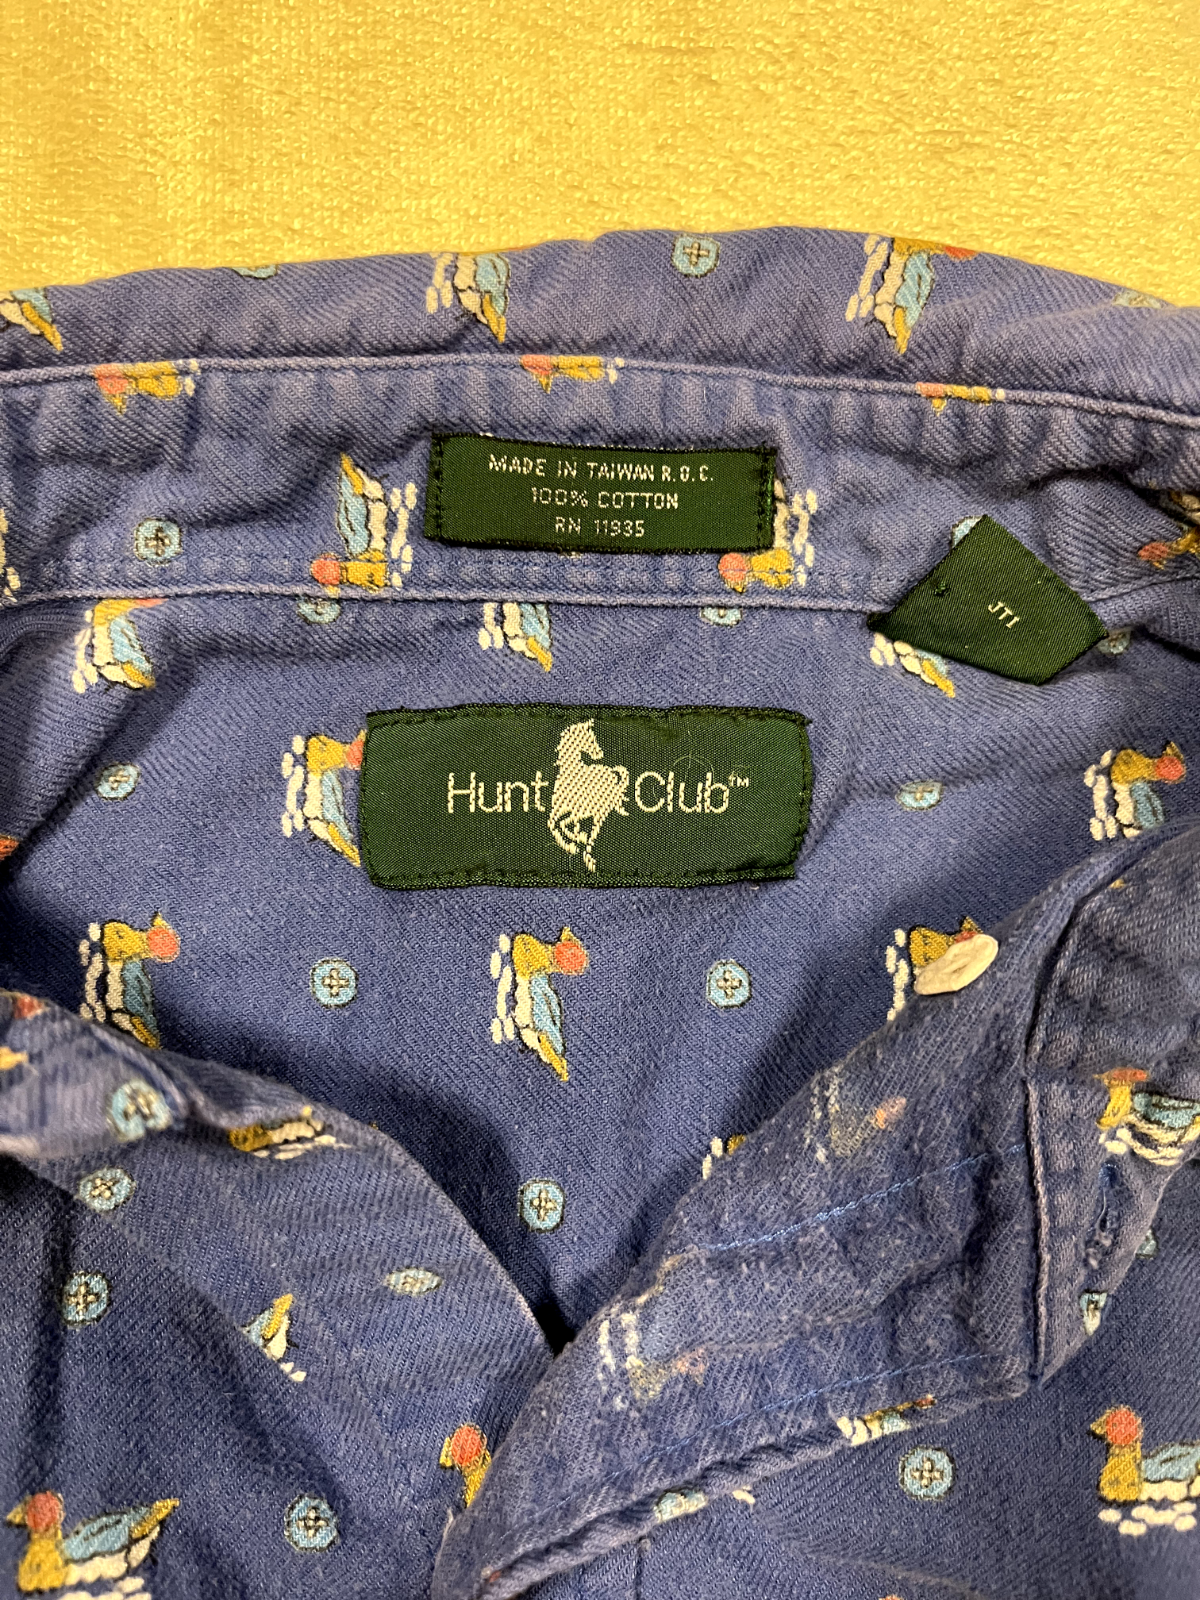 MADE IN TAIWAN R.O.C.
100% COTTON
RN 11935
JTI
Hunt Club™